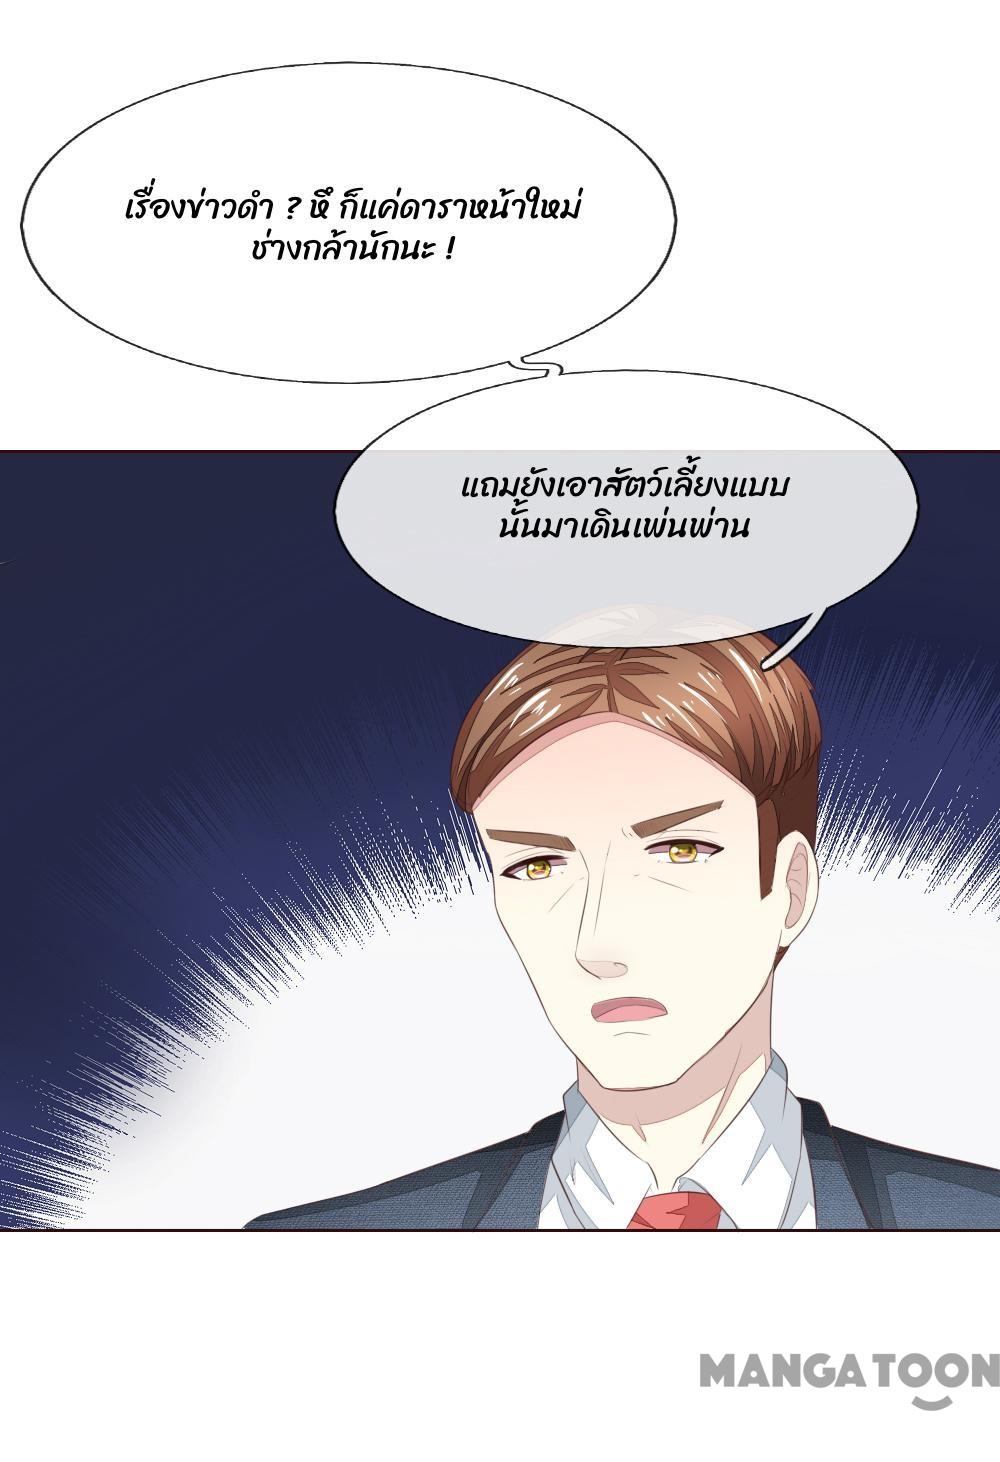 เรื่องข่าวดำ ? หึ ก็แค่ดาราหน้าใหม่
ช่างกล้านักนะ !
แถมยังเอาสัตว์เลี้ยงแบบ
นั้นมาเดินเพ่นพ่าน
MANGATOON